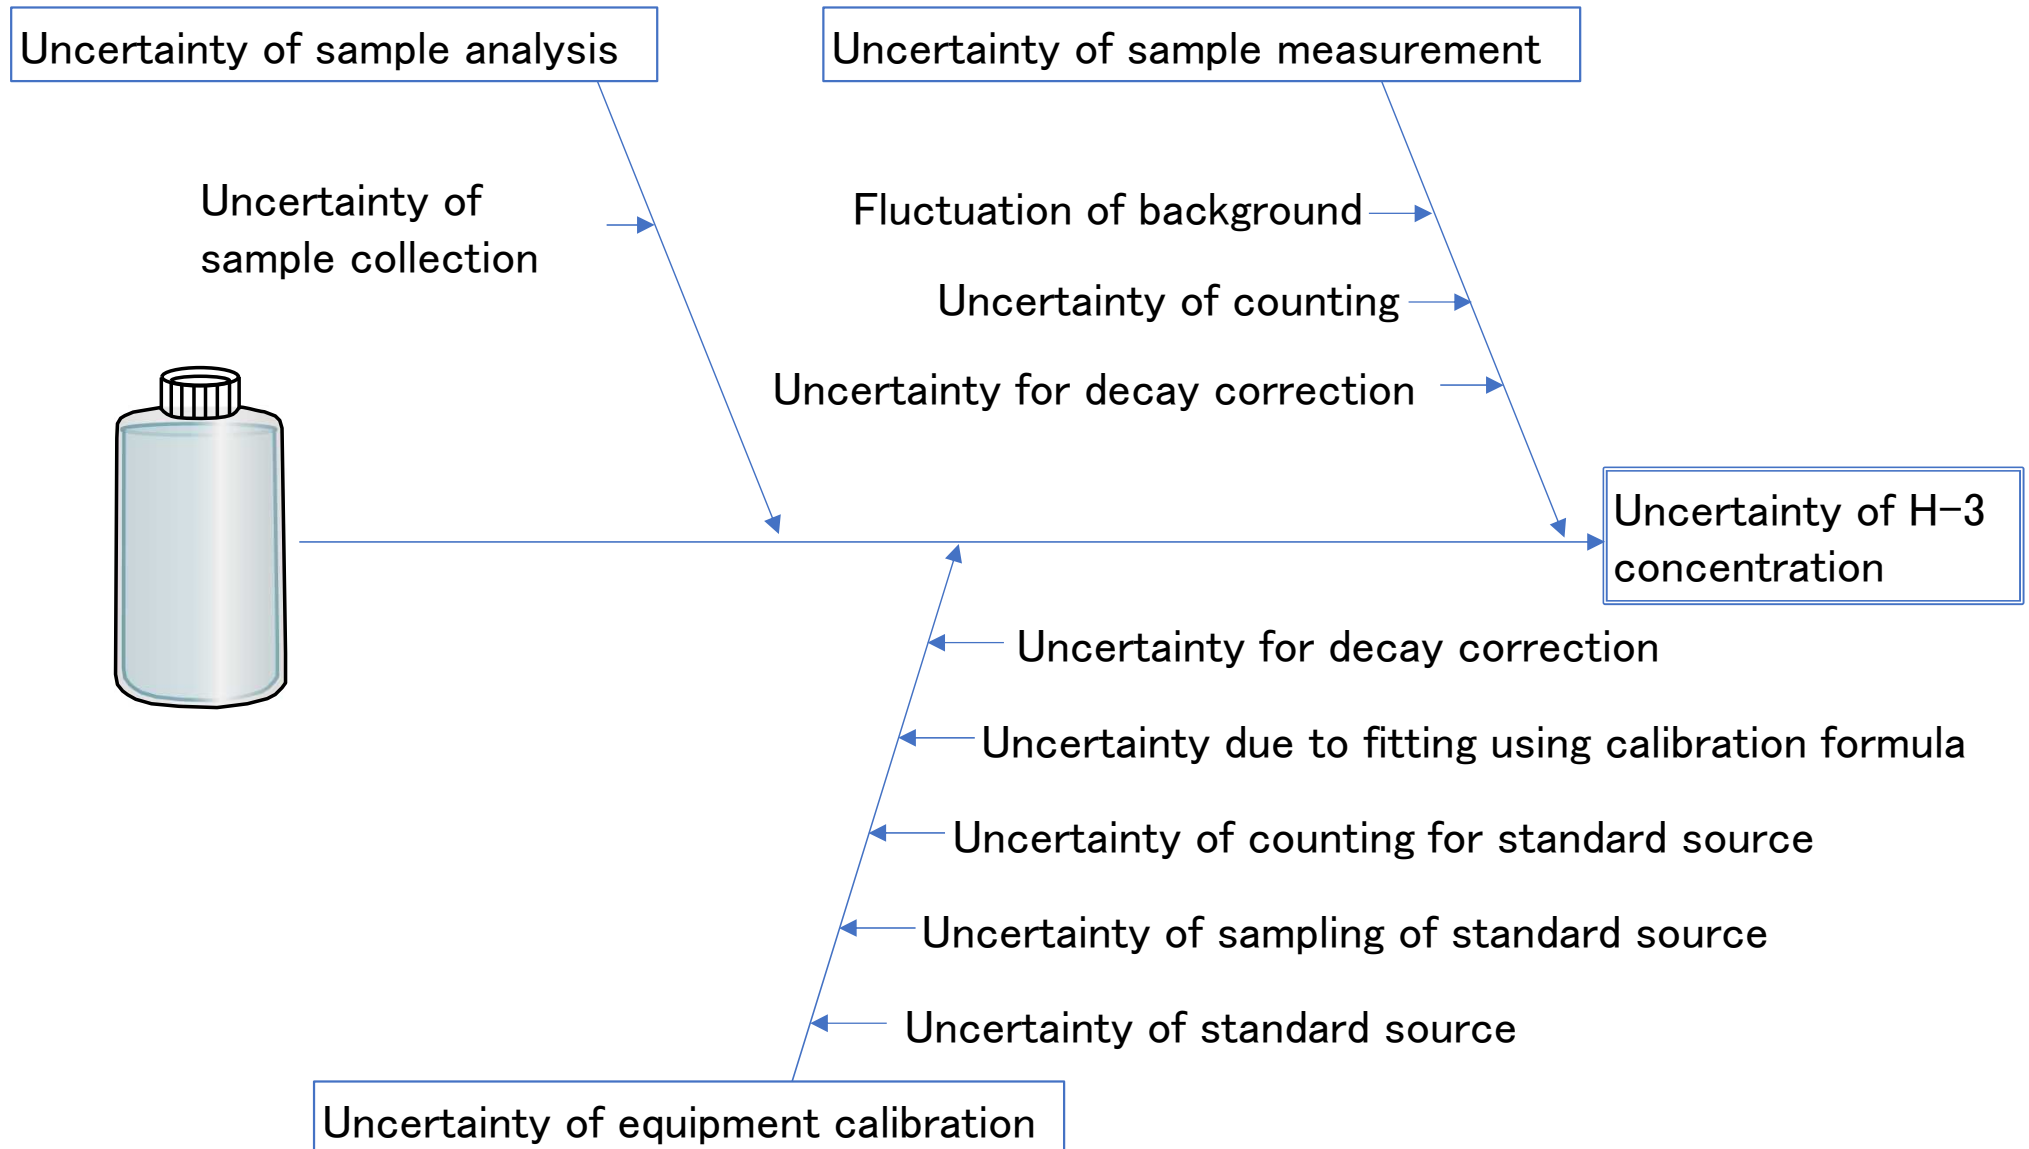 Uncertainty of sample analysis
Uncertainty of sample measurement
Uncertainty of
sample collection
Fluctuation of background
Uncertainty of counting
Uncertainty for decay correction
Uncertainty of H-3
concentration
Uncertainty for decay correction
Uncertainty due to fitting using calibration formula
Uncertainty of counting for standard source
Uncertainty of sampling of standard source
Uncertainty of standard source
Uncertainty of equipment calibration